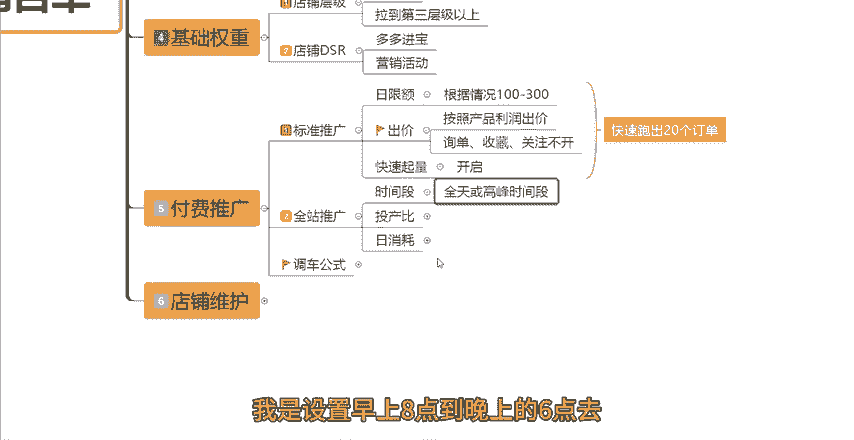 店铺层级
拉到第三层级以上
4 基础权重
2 店铺DSR
多多进宝
营销活动
日限额
根据情况100-300
标准推广
出价
按照产品利润出价
询单、收藏、关注不开
快速跑出20个订单
快速起量
开启
时间段
全天或高峰时间段
5 付费推广
2 全站推广
投产比
日消耗
调车公式
6 店铺维护
我是设置早上8点到晚上的6点去